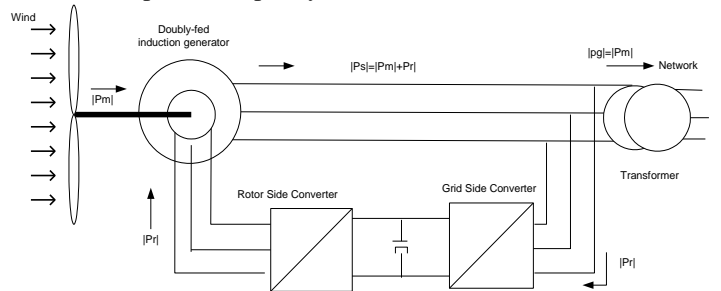 Wind
Doubly-fed
induction generator
|Ps|=|Pm|+Pr|
|pg|=|Pm|
Network
|Pm|
Transformer
Rotor Side Converter
Grid Side Converter
|Pr|
|Pr|